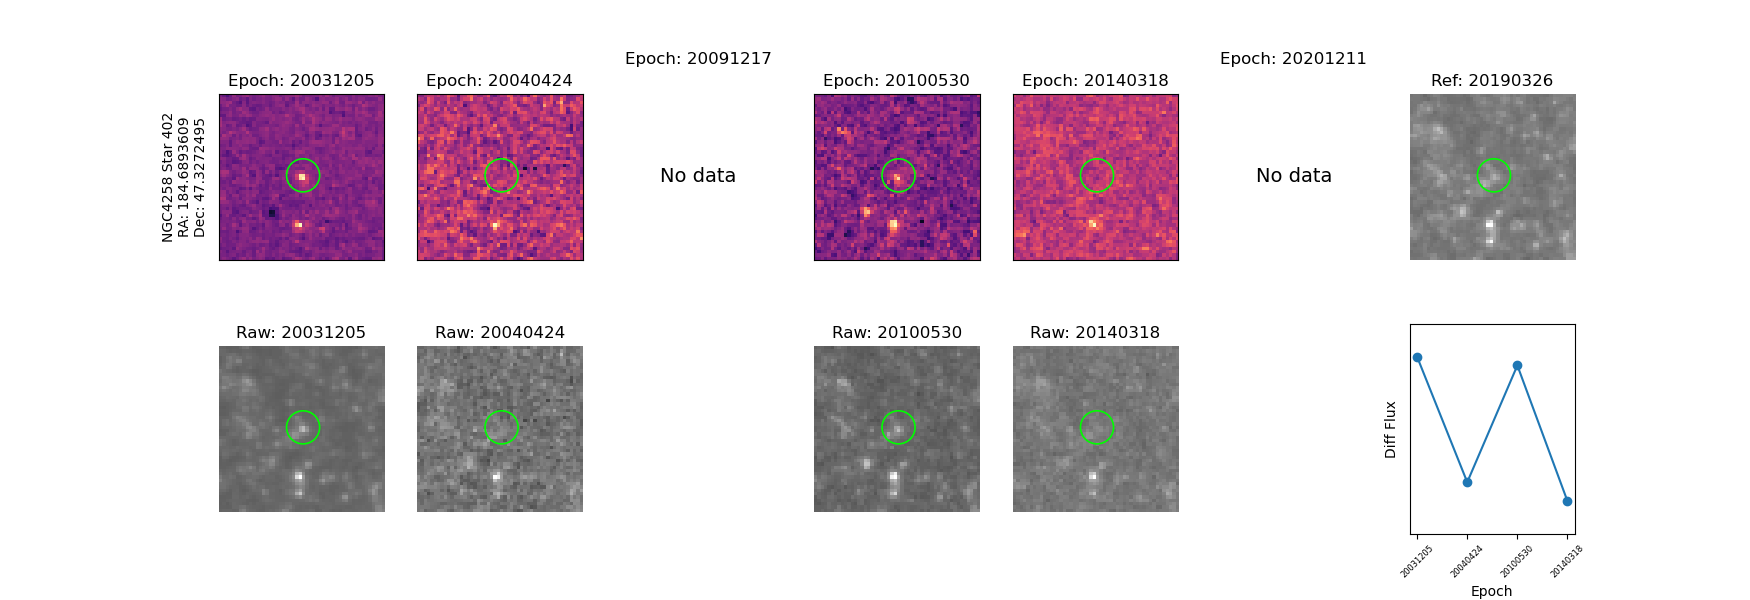 Epoch: 20091217
Epoch: 20201211
Epoch: 20031205
Epoch: 20040424
Epoch: 20100530
Epoch: 20140318
Ref: 20190326
NGC4258 Star 402
RA: 184.6893609
Dec: 47.3272495
No data
No data
Raw: 20031205
Raw: 20040424
Raw: 20100530
Raw: 20140318
Diff Flux
20031205
20040424
20100530
20140318
Epoch